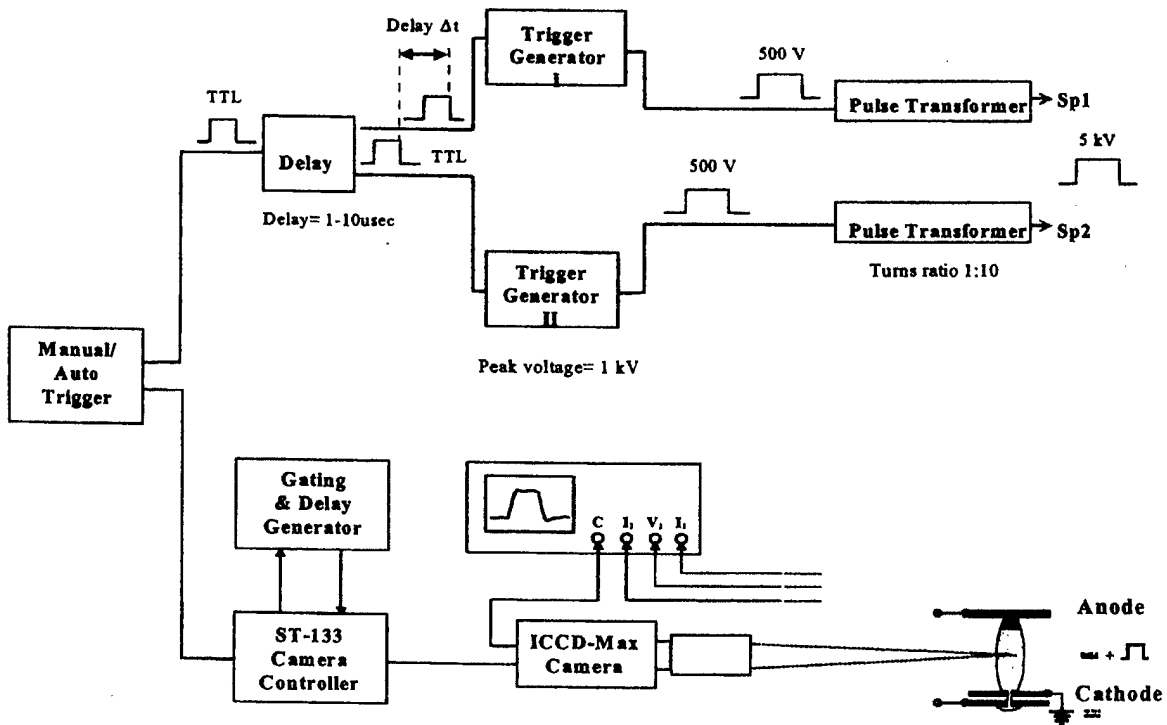 Delay Δt
Trigger
Generator
I
500 V
TTL
Pulse Transformer
Sp1
Delay
TTL
5 kV
500 V
Delay= 1-10usec
Pulse Transformer
Sp2
Trigger
Generator
II
Turns ratio 1:10
Manual/
Auto
Trigger
Peak voltage= 1 kV
Gating
& Delay
Generator
C
V
ST-133
Camera
Controller
ICCD-Max
Camera
Anode
+
Cathode